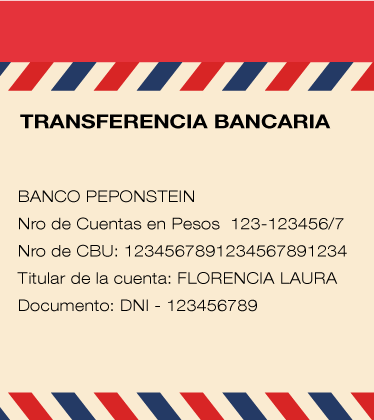 TRANSFERENCIA BANCARIA
BANCO PEPONSTEIN
Nro de Cuentas en Pesos 123-123456/7
Nro de CBU: 1234567891234567891234
Titular de la cuenta: FLORENCIA LAURA
Documento: DNI - 123456789